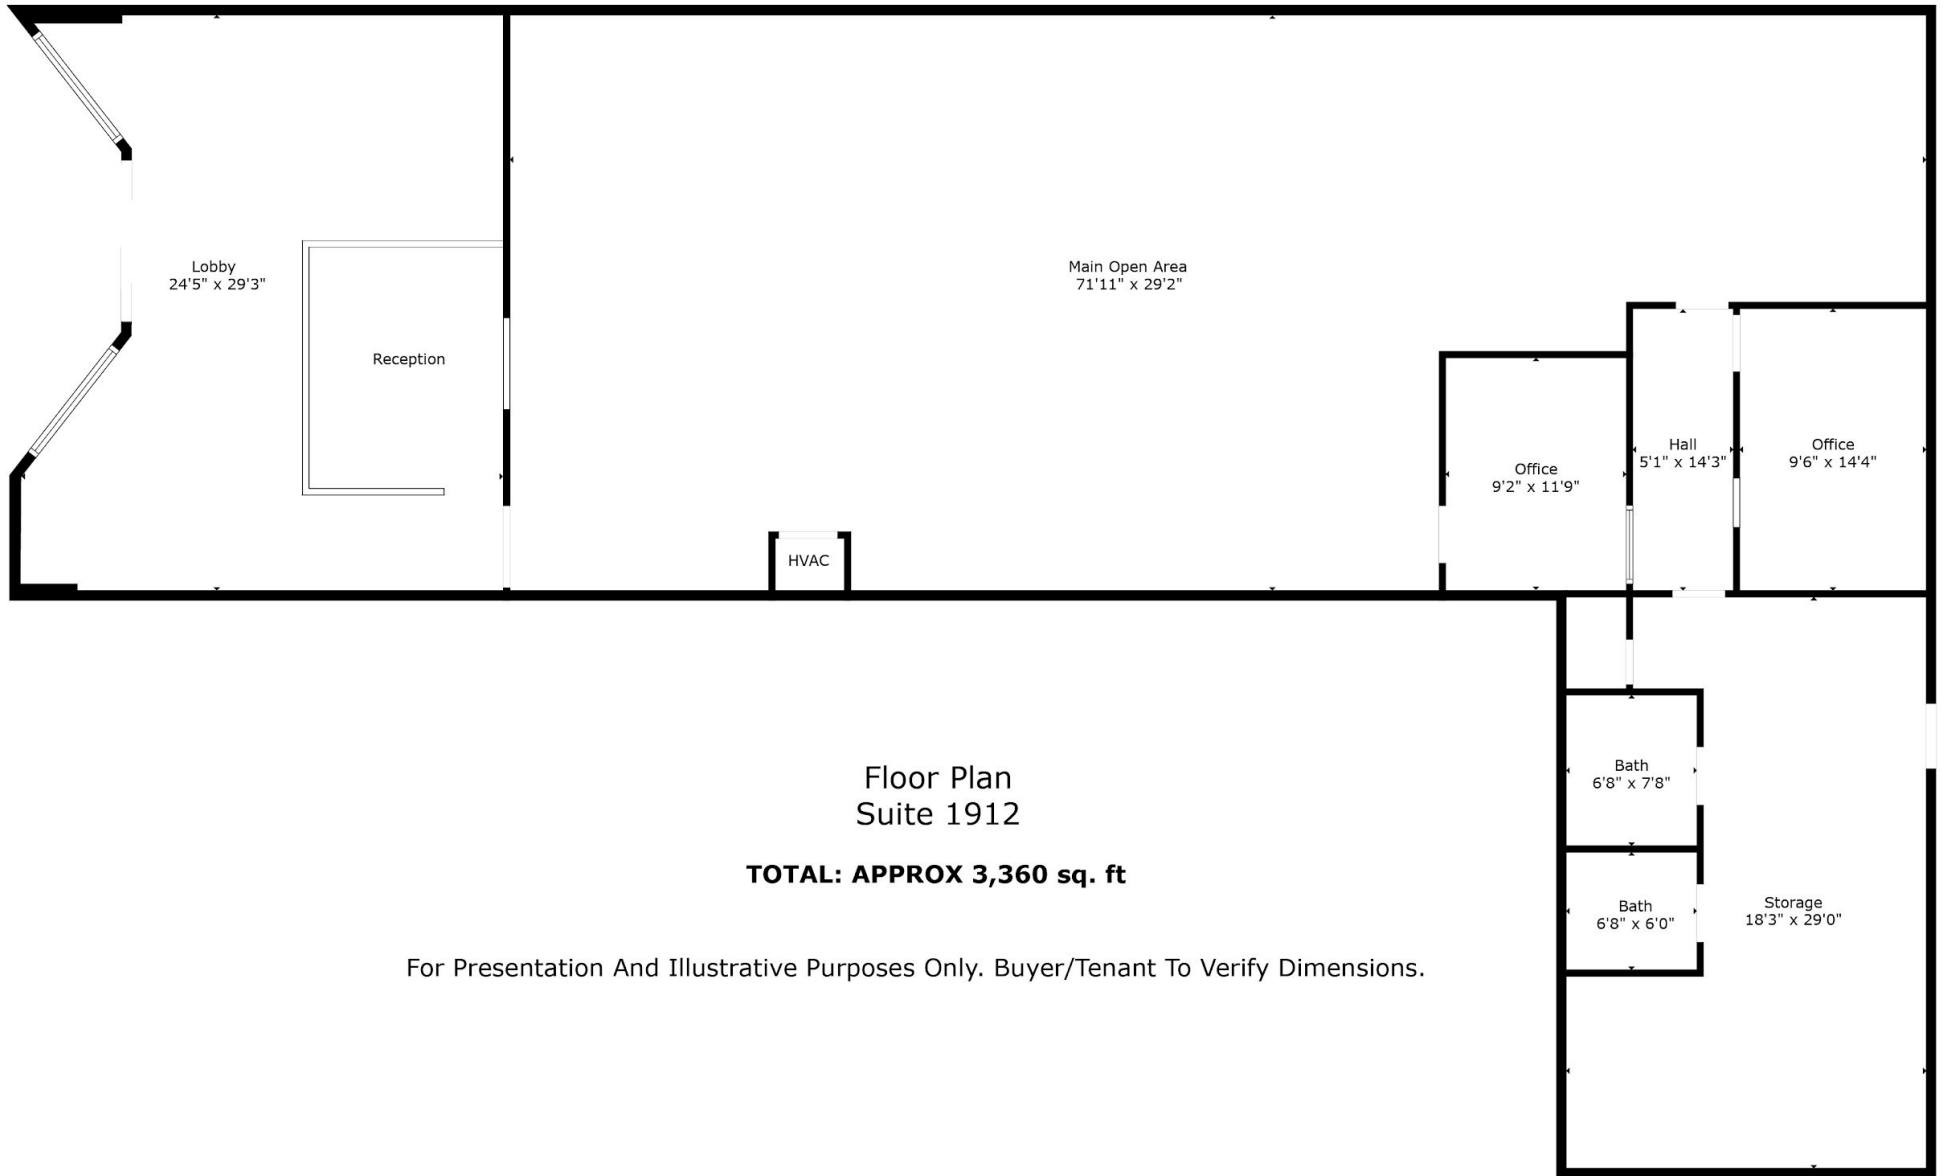 Lobby
24'5" x 29'3"
Main Open Area
71'11" x 29'2"
Reception
Office
9'2" x 11'9"
Hall
5'1" x 14'3"
Office
9'6" x 14'4"
HVAC
Floor Plan
Suite 1912
TOTAL: APPROX 3,360 sq. ft
For Presentation And Illustrative Purposes Only. Buyer/Tenant To Verify Dimensions.
Bath
6'8" x 7'8"
Bath
6'8" x 6'0"
Storage
18'3" x 29'0"